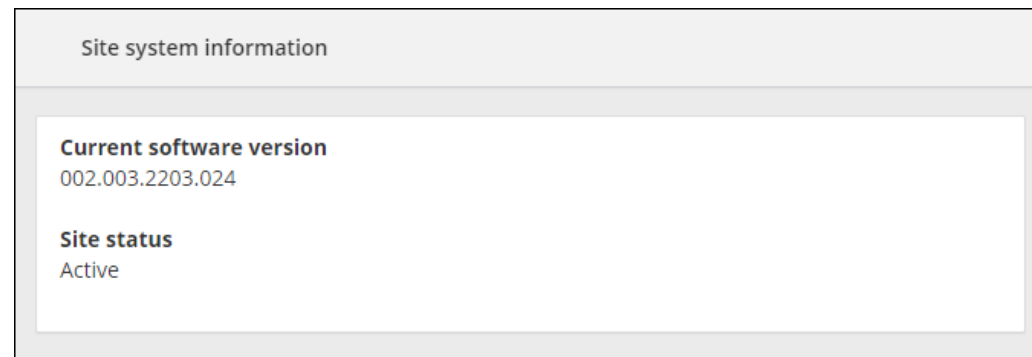 Site system information
Current software version
002.003.2203.024
Site status
Active